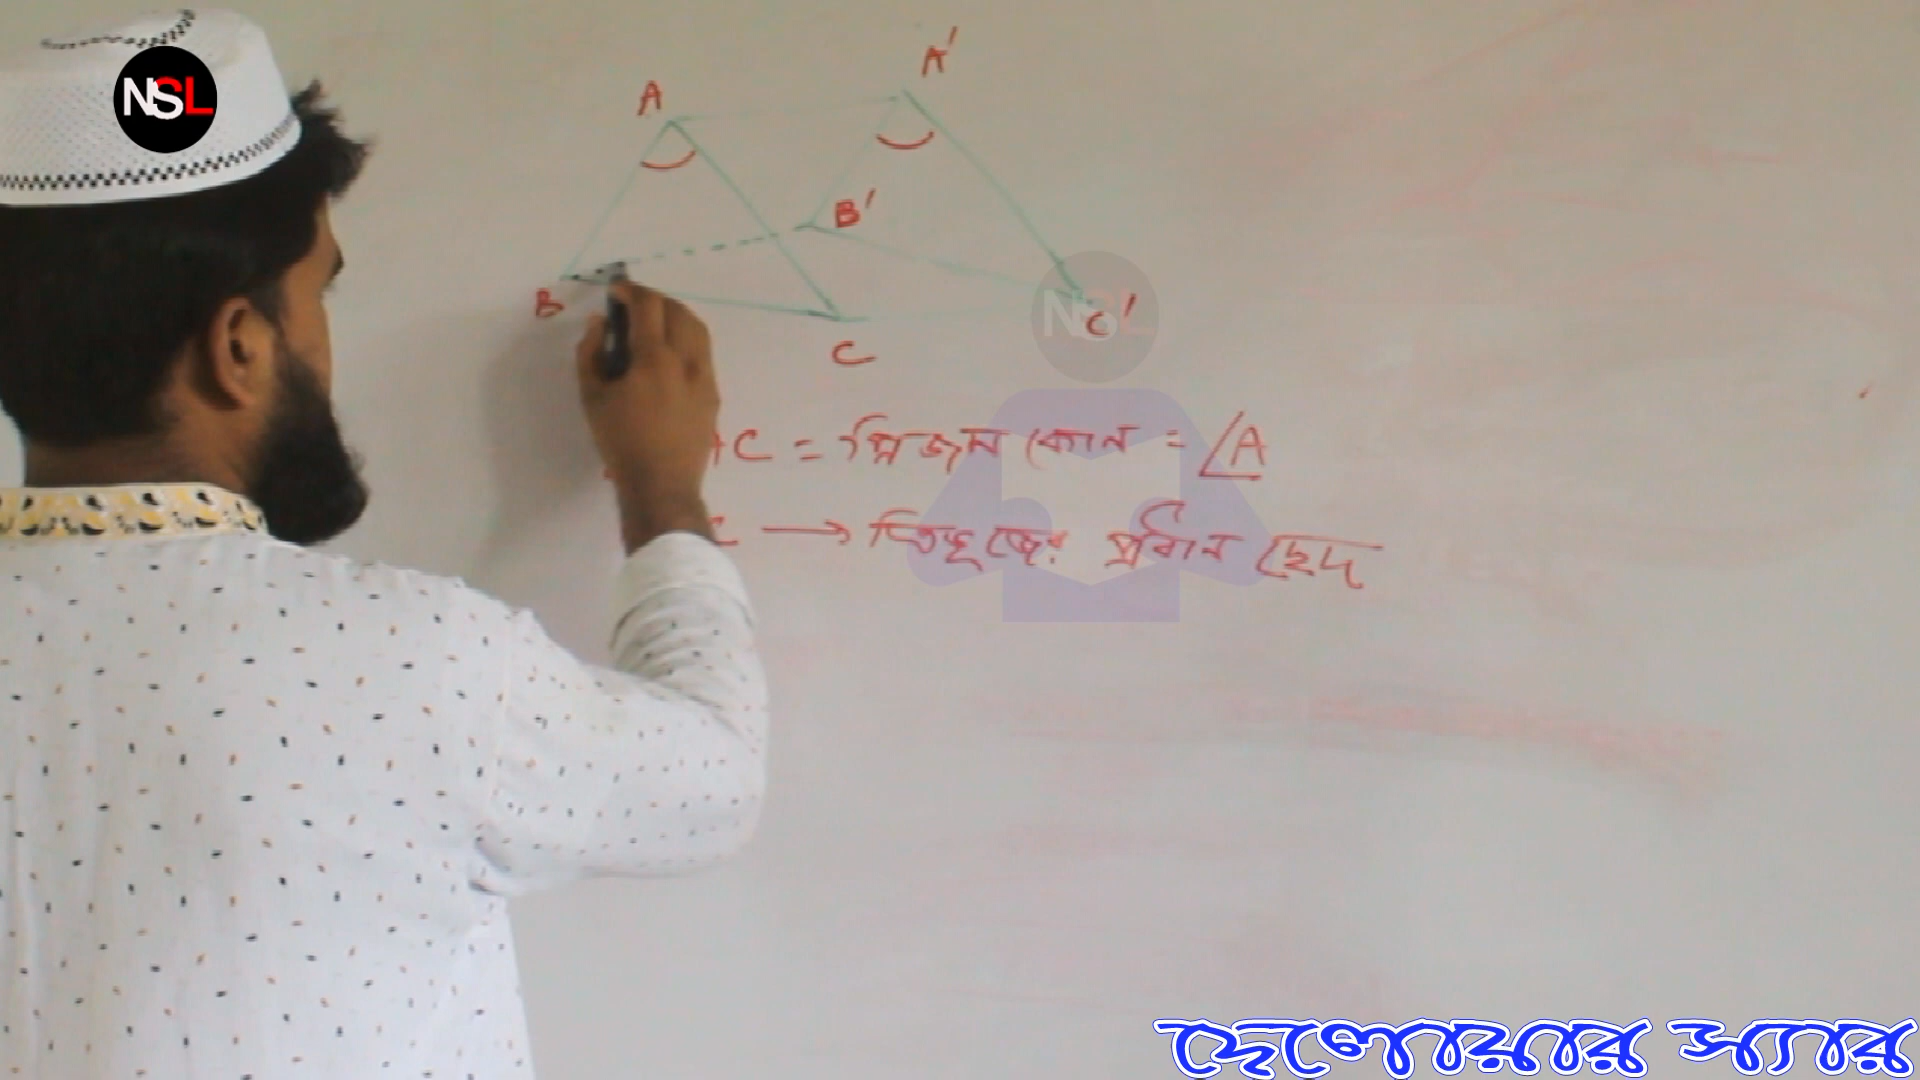 NSL
A A'
B'
B
NSL
C'
C
AC = প্রিজম কোন = ∠A
C → ত্রিভূজের প্রধান ছেদ
দেলোয়ার স্যার